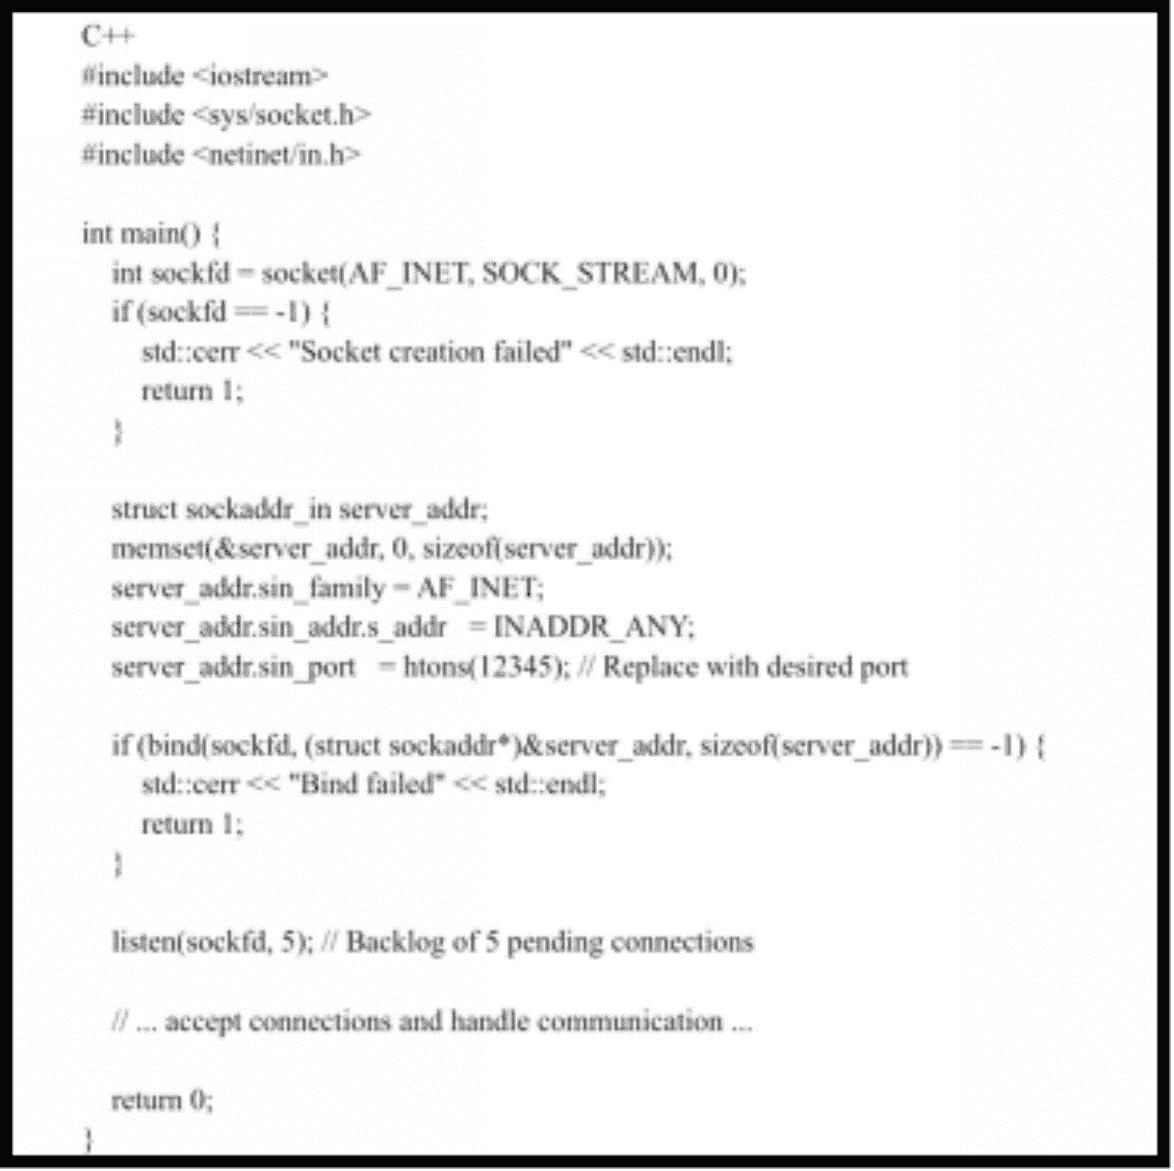 C++
#include <iostream>
#include <sys/socket.h>
#include <netinet/in.h>
int main() {
int sockfd = socket(AF_INET, SOCK_STREAM, 0);
if (sockfd == -1) {
std::cerr << "Socket creation failed" << std::endl;
return 1;
}
struct sockaddr_in server_addr;
memset(&server_addr, 0, sizeof(server_addr));
server_addr.sin_family = AF_INET;
server_addr.sin_addr.s_addr = INADDR_ANY;
server_addr.sin_port = htons(12345); // Replace with desired port
if (bind(sockfd, (struct sockaddr*)&server_addr, sizeof(server_addr)) == -1) {
std::cerr << "Bind failed" << std::endl;
return 1;
}
listen(sockfd, 5); // Backlog of 5 pending connections
// ... accept connections and handle communication ...
return 0;
}